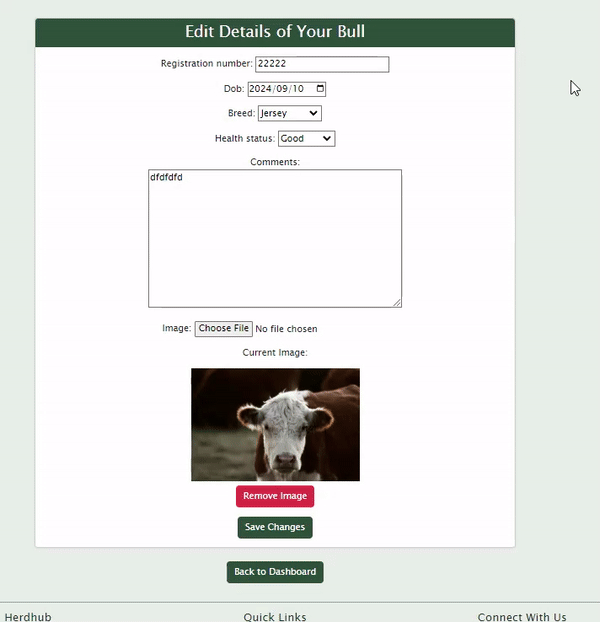 Edit Details of Your Bull
Registration number: 22222
Dob: 2024/09/10
Breed: Jersey
Health status: Good
Comments:
dfdfdfd
Image: Choose File No file chosen
Current Image:
Remove Image
Save Changes
Back to Dashboard
Herdhub Quick Links Connect With Us